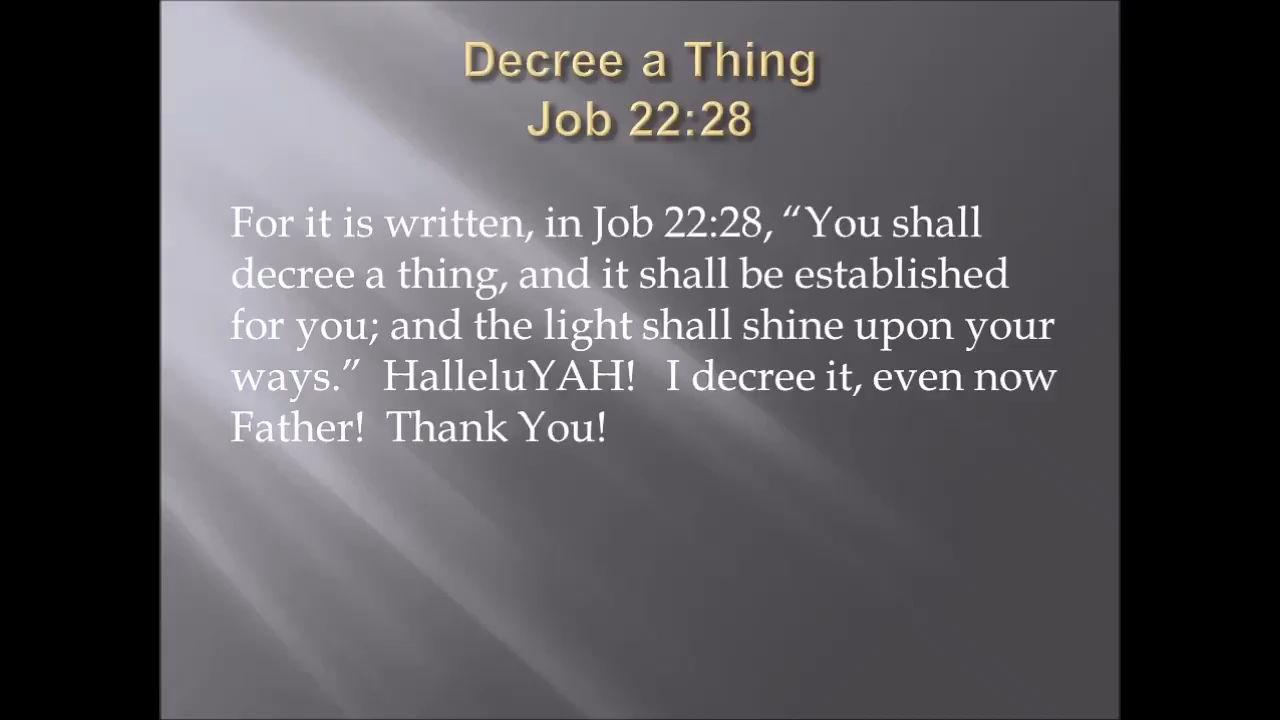 Decree a Thing
Job 22:28
For it is written, in Job 22:28, “You shall
decree a thing, and it shall be established
for you; and the light shall shine upon your
ways.”  HalleluYAH!   I decree it, even now
Father!  Thank You!